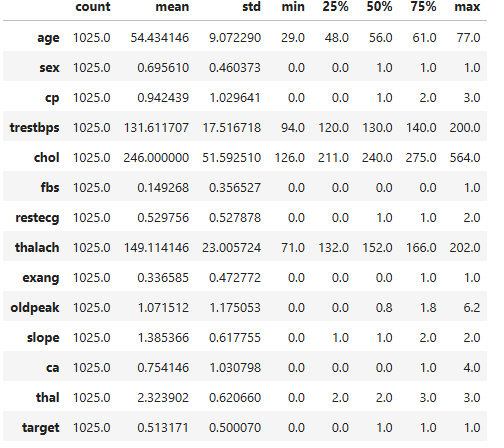 count mean std min 25% 50% 75% max
age 1025.0 54.434146 9.072290 29.0 48.0 56.0 61.0 77.0
sex 1025.0 0.695610 0.460373 0.0 0.0 1.0 1.0 1.0
cp 1025.0 0.942439 1.029641 0.0 0.0 1.0 2.0 3.0
trestbps 1025.0 131.611707 17.516718 94.0 120.0 130.0 140.0 200.0
chol 1025.0 246.000000 51.592510 126.0 211.0 240.0 275.0 564.0
fbs 1025.0 0.149268 0.356527 0.0 0.0 0.0 0.0 1.0
restecg 1025.0 0.529756 0.527878 0.0 0.0 1.0 1.0 2.0
thalach 1025.0 149.114146 23.005724 71.0 132.0 152.0 166.0 202.0
exang 1025.0 0.336585 0.472772 0.0 0.0 0.0 1.0 1.0
oldpeak 1025.0 1.071512 1.175053 0.0 0.0 0.8 1.8 6.2
slope 1025.0 1.385366 0.617755 0.0 1.0 1.0 2.0 2.0
ca 1025.0 0.754146 1.030798 0.0 0.0 0.0 1.0 4.0
thal 1025.0 2.323902 0.620660 0.0 2.0 2.0 3.0 3.0
target 1025.0 0.513171 0.500070 0.0 0.0 1.0 1.0 1.0